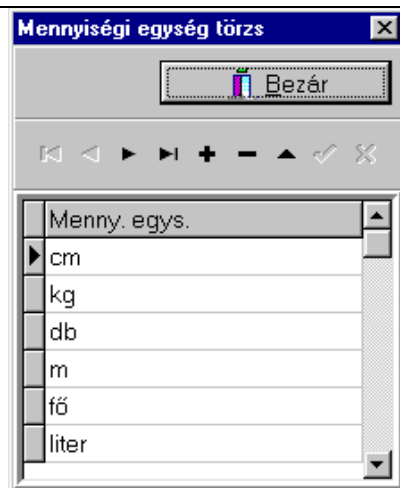 Mennyiségi egység törzs
Bezár
Menny. egys.
cm
kg
db
m
fő
liter